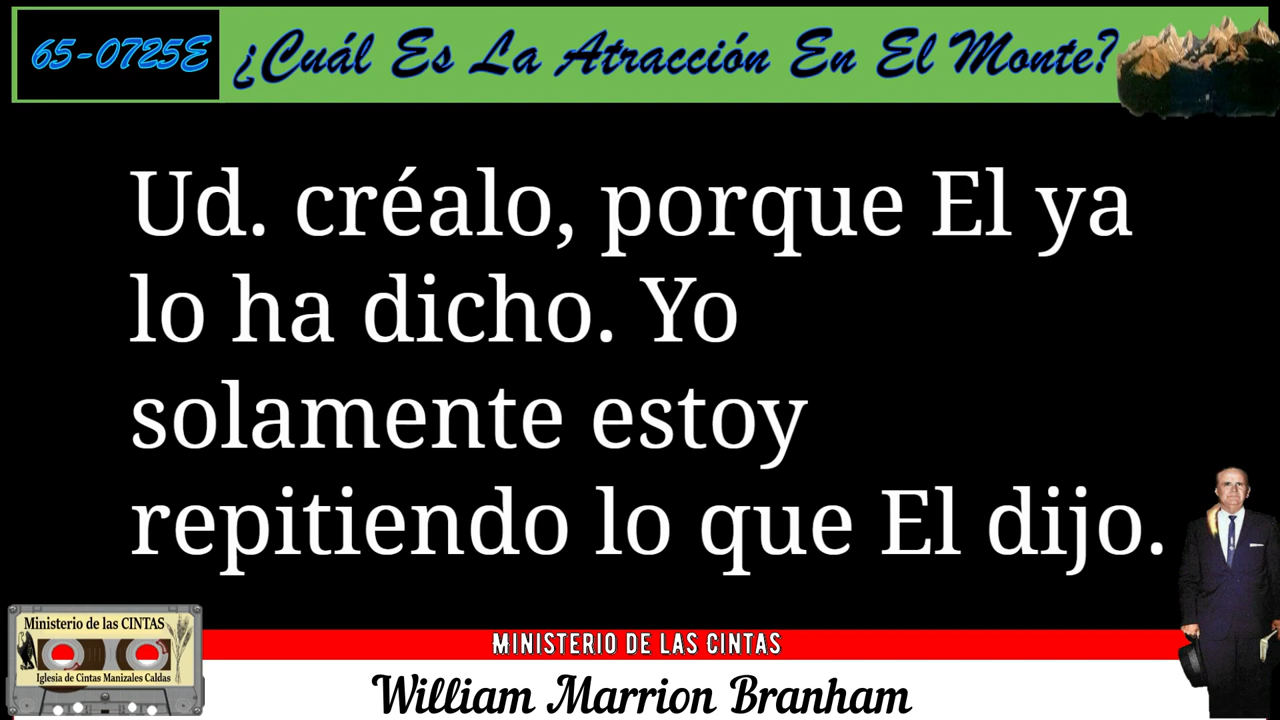 65-0725E ¿Cuál Es La Atracción En El Monte?
Ud. créalo, porque El ya
lo ha dicho. Yo
solamente estoy
repitiendo lo que El dijo.
Ministerio de las CINTAS
Iglesia de Cintas Manizales Caldas
MINISTERIO DE LAS CINTAS
William Marrion Branham